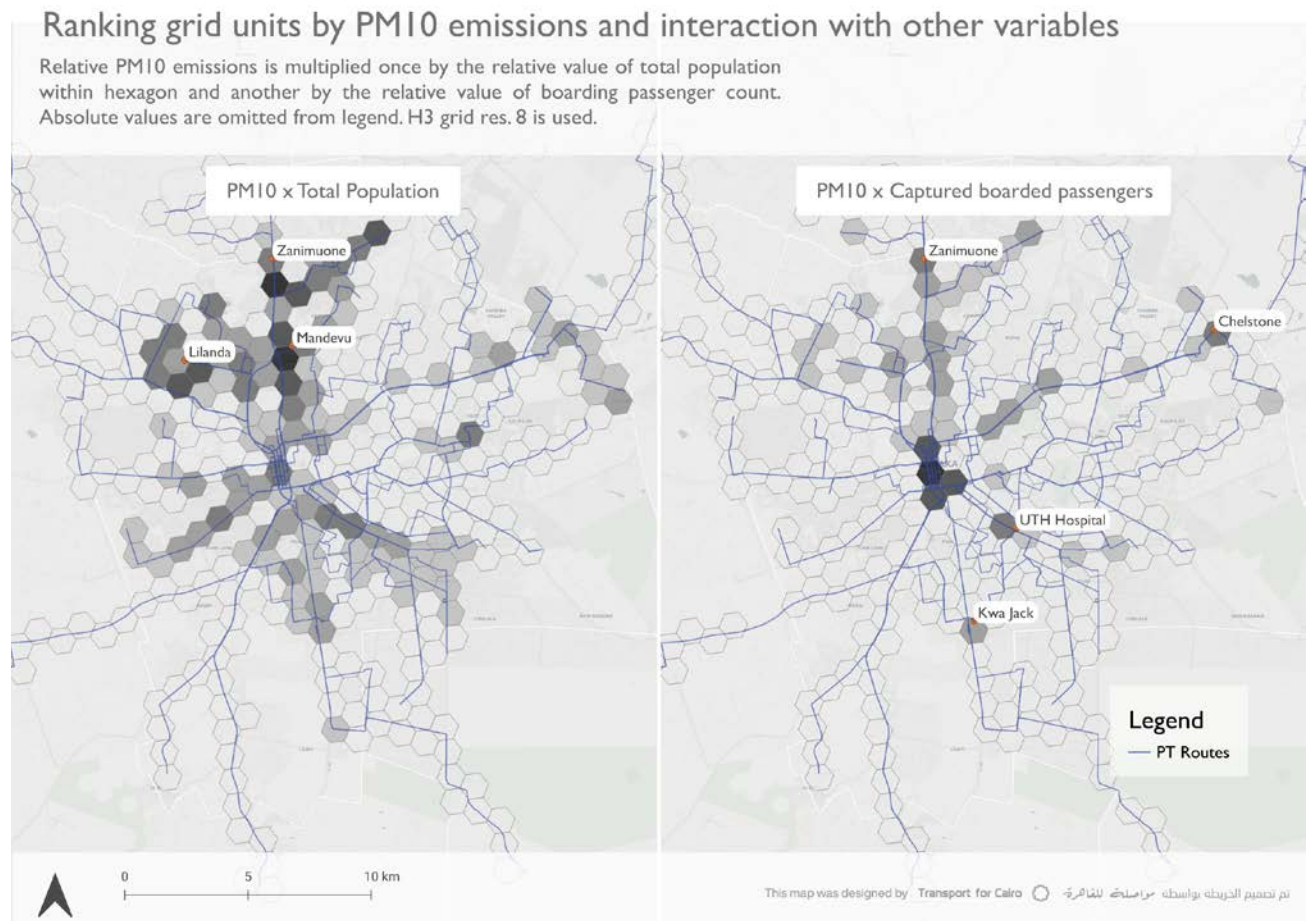 Ranking grid units by PM10 emissions and interaction with other variables
Relative PM10 emissions is multiplied once by the relative value of total population
within hexagon and another by the relative value of boarding passenger count.
Absolute values are omitted from legend. H3 grid res. 8 is used.
PM10 x Total Population
Zanimuone
Mandevu
Lilanda
PM10 x Captured boarded passengers
Zanimuone
Chelstone
UTH Hospital
Kwa Jack
Legend
PT Routes
0 5 10 km
This map was designed by Transport for Cairo مواصلة للقاهرة تم تصميم الخريطة بواسطة